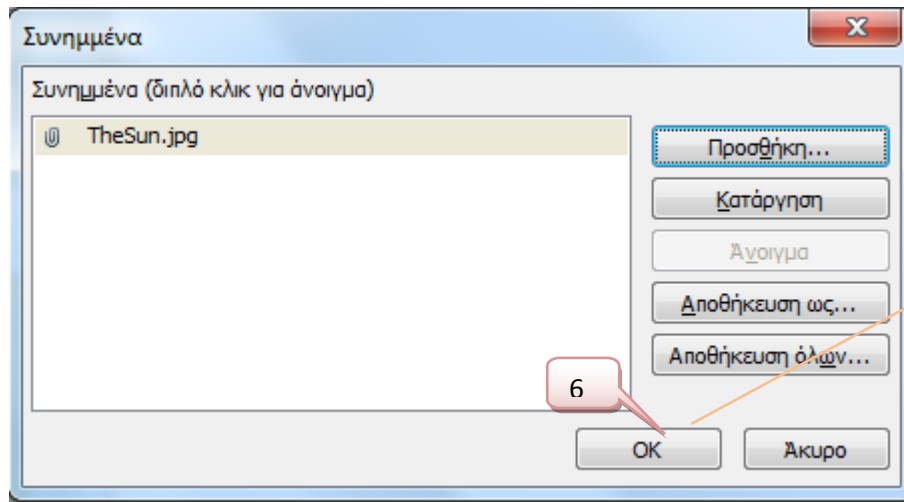 Συνημμένα
Συνημμένα (διπλό κλικ για άνοιγμα)
TheSun.jpg
Προσθήκη...
Κατάργηση
Άνοιγμα
Αποθήκευση ως...
Αποθήκευση όλων...
6
OK
Άκυρο